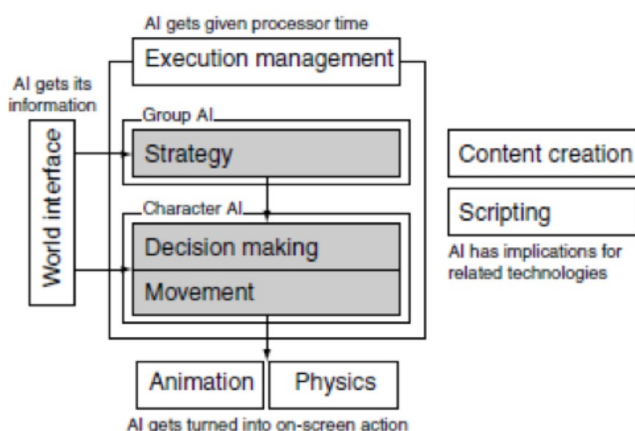 AI gets given processor time
Execution management
AI gets its
information
Group AI
World interface
Strategy
Content creation
Character AI
Scripting
Decision making
AI has implications for
related technologies
Movement
Animation
Physics
AI gets turned into on-screen action